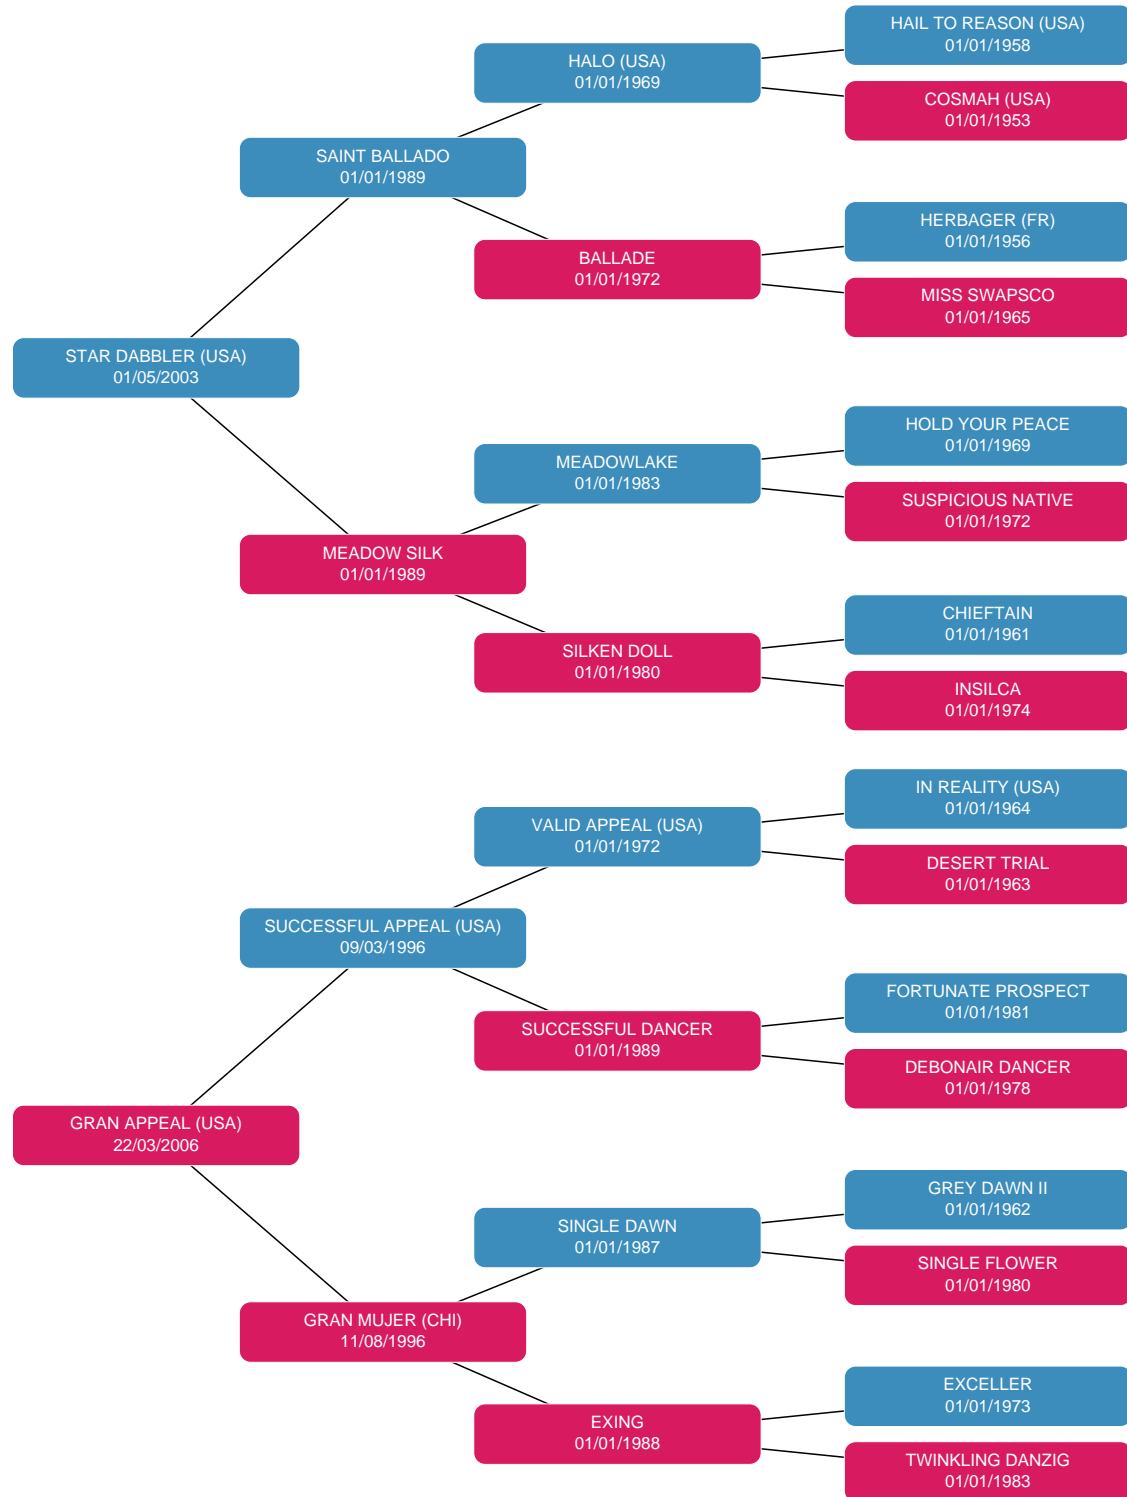 HAIL TO REASON (USA)
01/01/1958
HALO (USA)
01/01/1969
COSMAH (USA)
01/01/1953
SAINT BALLADO
01/01/1989
HERBAGER (FR)
01/01/1956
BALLADE
01/01/1972
MISS SWAPSCO
01/01/1965
STAR DABBLER (USA)
01/05/2003
HOLD YOUR PEACE
01/01/1969
MEADOWLAKE
01/01/1983
SUSPICIOUS NATIVE
01/01/1972
MEADOW SILK
01/01/1989
CHIEFTAIN
01/01/1961
SILKEN DOLL
01/01/1980
INSILCA
01/01/1974
IN REALITY (USA)
01/01/1964
VALID APPEAL (USA)
01/01/1972
DESERT TRIAL
01/01/1963
SUCCESSFUL APPEAL (USA)
09/03/1996
FORTUNATE PROSPECT
01/01/1981
SUCCESSFUL DANCER
01/01/1989
DEBONAIR DANCER
01/01/1978
GRAN APPEAL (USA)
22/03/2006
GREY DAWN II
01/01/1962
SINGLE DAWN
01/01/1987
SINGLE FLOWER
01/01/1980
GRAN MUJER (CHI)
11/08/1996
EXCELLER
01/01/1973
EXING
01/01/1988
TWINKLING DANZIG
01/01/1983